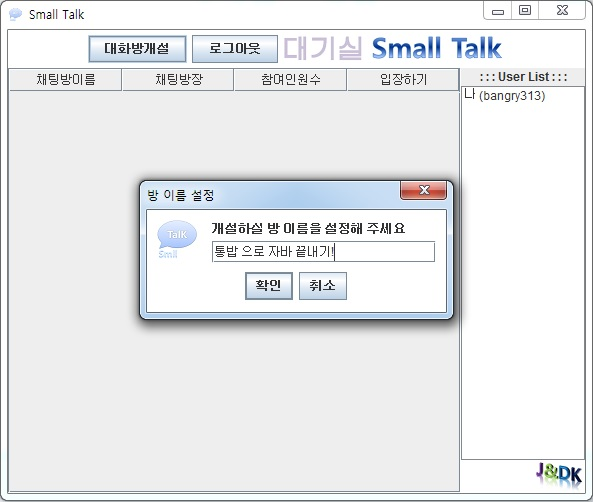 Small Talk
대화방개설 로그아웃 대기실 Small Talk
채팅방이름 채팅방장 참여인원수 입장하기 : : : User List : : :
나 (bangry313)
방 이름 설정
Talk
Smll
개설하실 방 이름을 설정해 주세요
통밥 으로 자바 끝내기!
확인 취소
J&DK